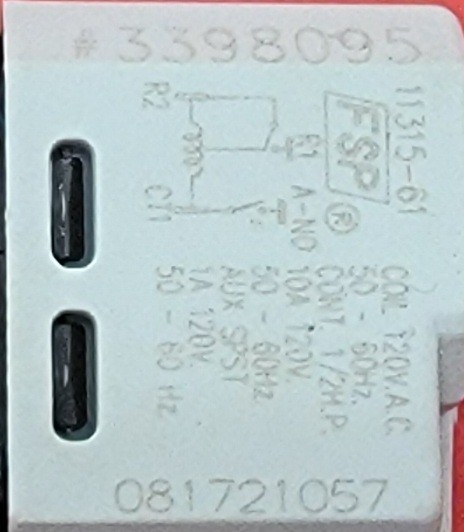 # 3398095
11315-61
FSP®
R2
R1
C11
A-NO
COIL 120V.A.C.
50 - 60Hz.
CONT. 1/2H.P.
10A 120V.
50 - 60Hz
AUX SPST
1A 120V.
50 - 60 Hz
081721057